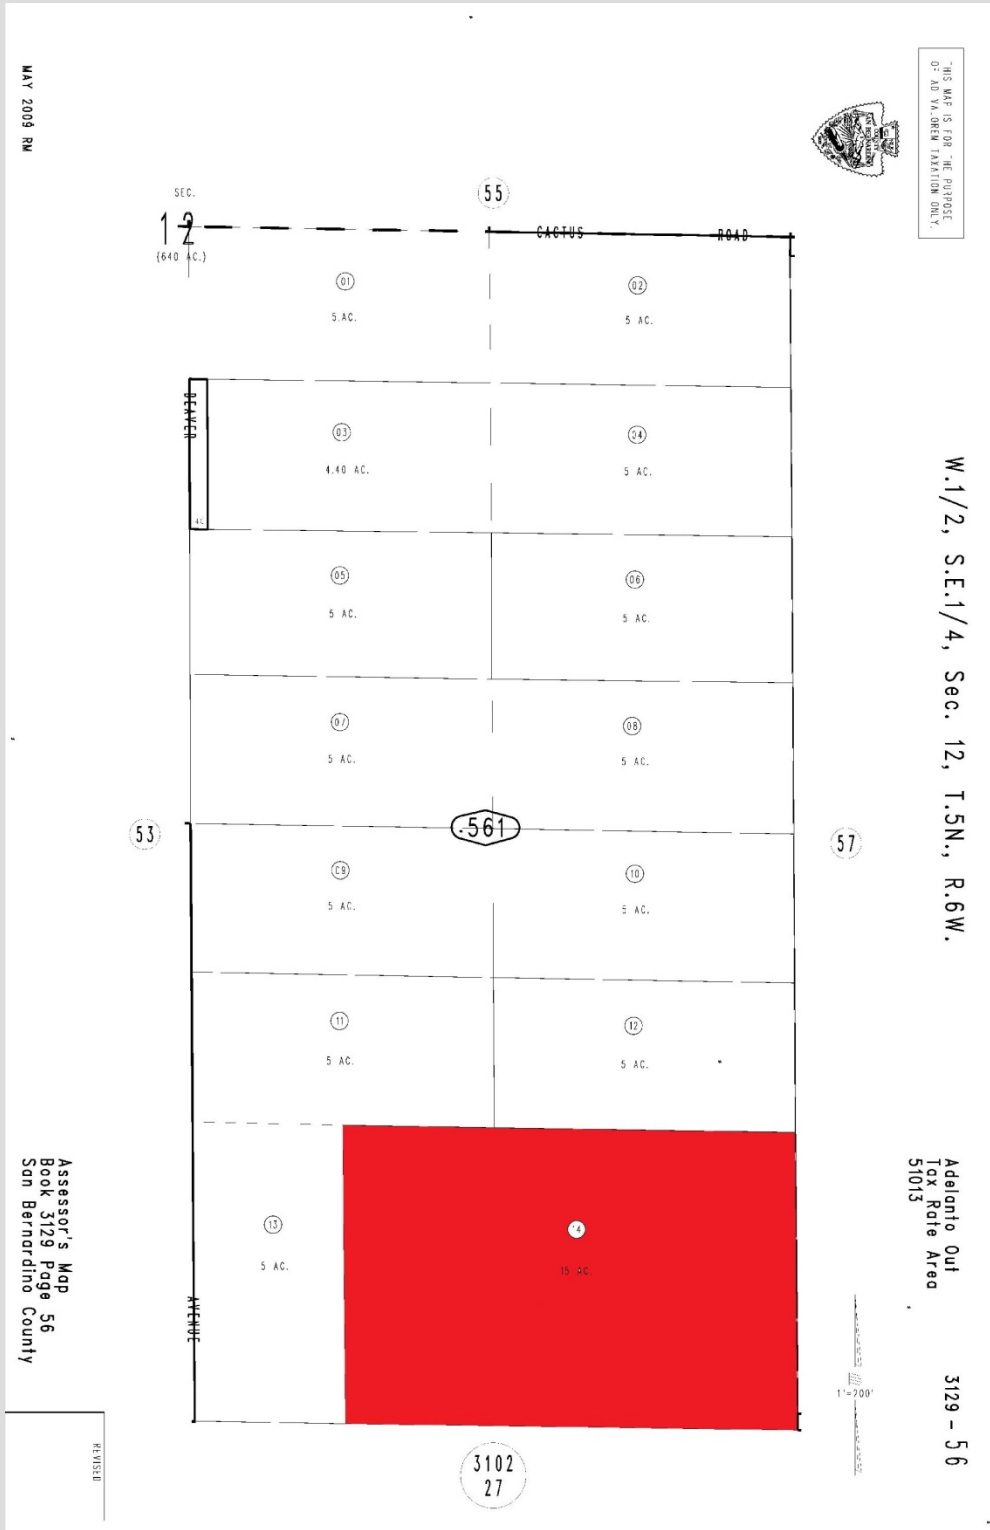 THIS MAP IS FOR THE PURPOSE
OF AD VALOREM TAXATION ONLY.
SAN BERNARDINO
COUNTY
MAY 2009 RM
W.1/2, S.E.1/4, Sec. 12, T.5N., R.6W.
SEC.
12
(640 AC.)
55
CACTUS ROAD
01
5 AC.
02
5 AC.
BEAVER
03
4.40 AC.
04
5 AC.
05
5 AC.
06
5 AC.
07
5 AC.
08
5 AC.
53
561
57
09
5 AC.
10
5 AC.
11
5 AC.
12
5 AC.
13
5 AC.
14
15 AC.
AVENUE
3102
27
Adelanto Out
Tax Rate Area
51013
3129 - 56
1"=200'
Assessor's Map
Book 3129 Page 56
San Bernardino County
REVISED